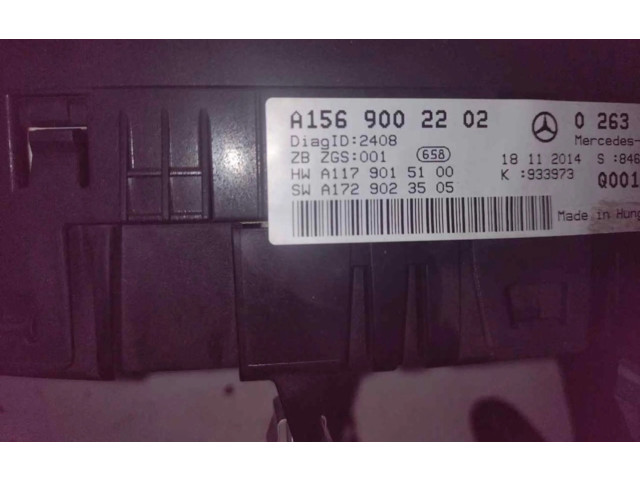 A156 900 22 02 0 263
DiagID:2408 Mercedes-
ZB ZGS:001 658 18 11 2014 S :846
HW A117 901 51 00 K :933973 Q001
SW A172 902 35 05
Made in Hung